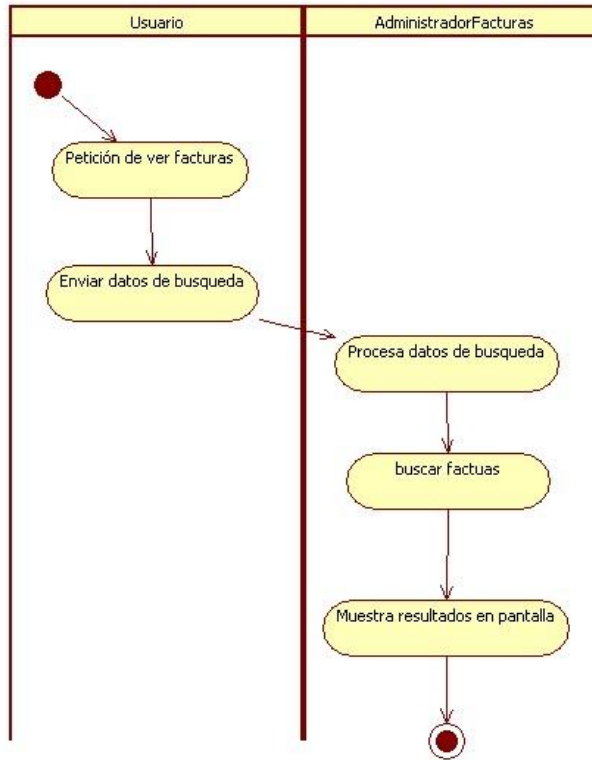 Usuario
AdministradorFacturas
Petición de ver facturas
Enviar datos de busqueda
Procesa datos de busqueda
buscar factuas
Muestra resultados en pantalla